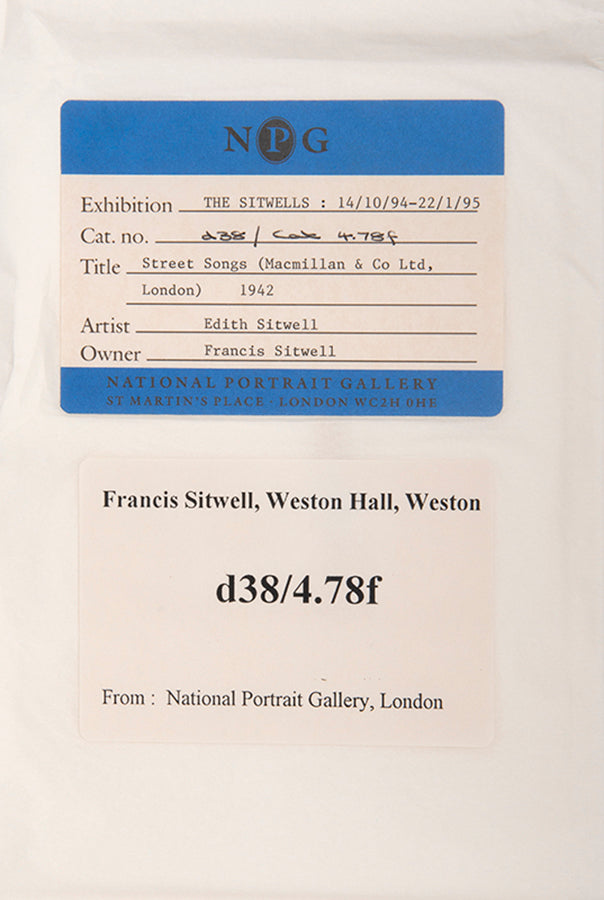 NPG
Exhibition THE SITWELLS : 14/10/94-22/1/95
Cat. no. d38 / Cat 4.78f
Title Street Songs (Macmillan & Co Ltd,
London) 1942
Artist Edith Sitwell
Owner Francis Sitwell
NATIONAL PORTRAIT GALLERY
ST MARTIN'S PLACE · LONDON WC2H 0HE
Francis Sitwell, Weston Hall, Weston
d38/4.78f
From : National Portrait Gallery, London